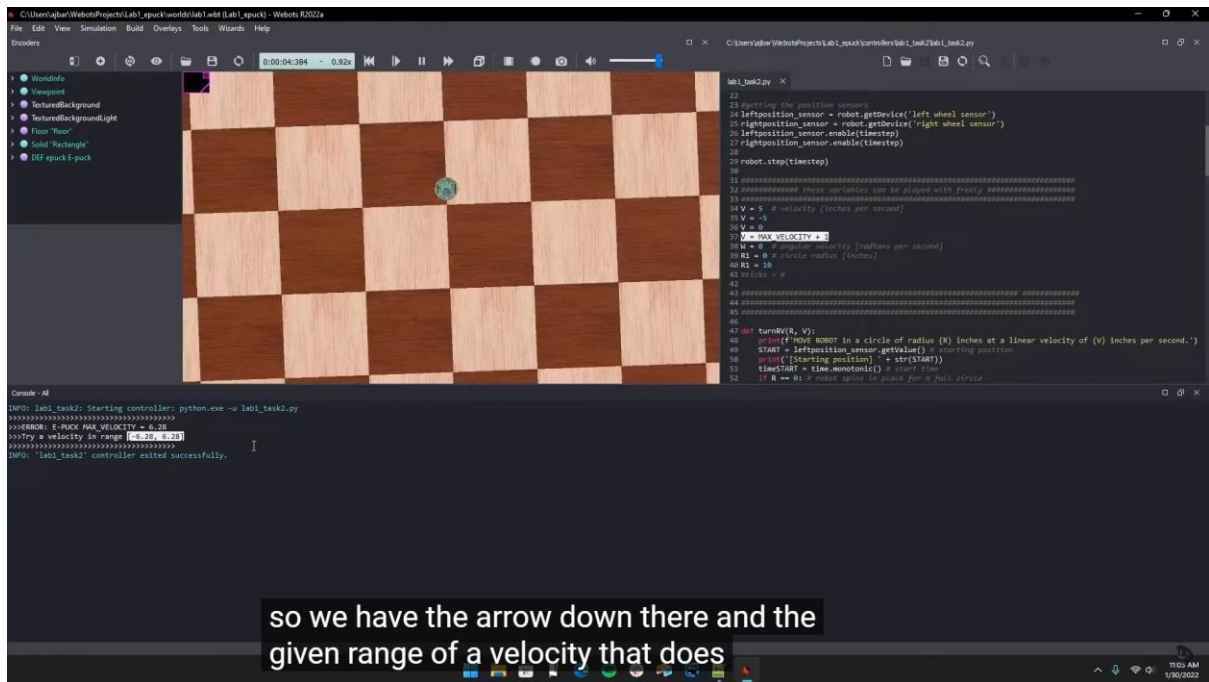 C:\Users\ajbar\WebotsProjects\Lab1_epuck\worlds\lab1.wbt (Lab1_epuck) - Webots R2022a
File Edit View Simulation Build Overlays Tools Wizards Help
Encoders
C:\Users\ajbar\WebotsProjects\Lab1_epuck\controllers\lab1_task2\lab1_task2.py
0:00:04:384 - 0.92x
WorldInfo
Viewpoint
TexturedBackground
TexturedBackgroundLight
Floor "floor"
Solid "Rectangle"
DEF epuck E-puck
lab1_task2.py
22
23 #getting the position sensors
24 leftposition_sensor = robot.getDevice('left wheel sensor')
25 rightposition_sensor = robot.getDevice('right wheel sensor')
26 leftposition_sensor.enable(timestep)
27 rightposition_sensor.enable(timestep)
28
29 robot.step(timestep)
30
31
32 ############# these variables can be played with freely #####################
33
34 V = 5 # velocity [inches per second]
35 V = -5
36 V = 0
37 V = MAX_VELOCITY + 1
38 W = 0 # angular velocity [radians per second]
39 R1 = 0 # circle radius [inches]
40 R1 = 10
41 #ticks = 0
42
43
44
45
46
47 def turnRV(R, V):
48 print(f'MOVE ROBOT in a circle of radius {R} inches at a linear velocity of {V} inches per second.')
49 START = leftposition_sensor.getValue() # starting position
50 print('[Starting position] ' + str(START))
51 timeSTART = time.monotonic() # start time
52 if R == 0: # robot spins in place for a full circle
Console - All
INFO: lab1_task2: Starting controller: python.exe -u lab1_task2.py
>>>>>>>>>>>>>>>>>>>>>>>>>>>>>>>>>>>>>>>
>>>ERROR: E-PUCK MAX_VELOCITY = 6.28
>>>Try a velocity in range [-6.28, 6.28]
>>>>>>>>>>>>>>>>>>>>>>>>>>>>>>>>>>>>>>>
INFO: 'lab1_task2' controller exited successfully.
so we have the arrow down there and the
given range of a velocity that does
11:05 AM
1/30/2022